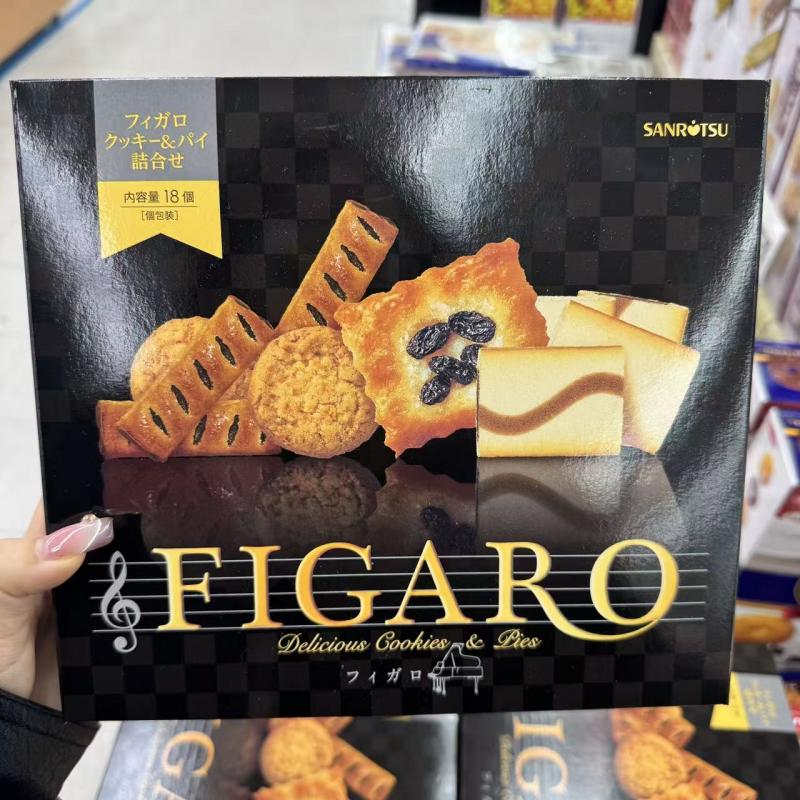 フィガロ
クッキー&パイ
詰合せ
内容量 18個
[個包装]
SANRITSU
FIGARO
Delicious Cookies & Pies
フィガロ